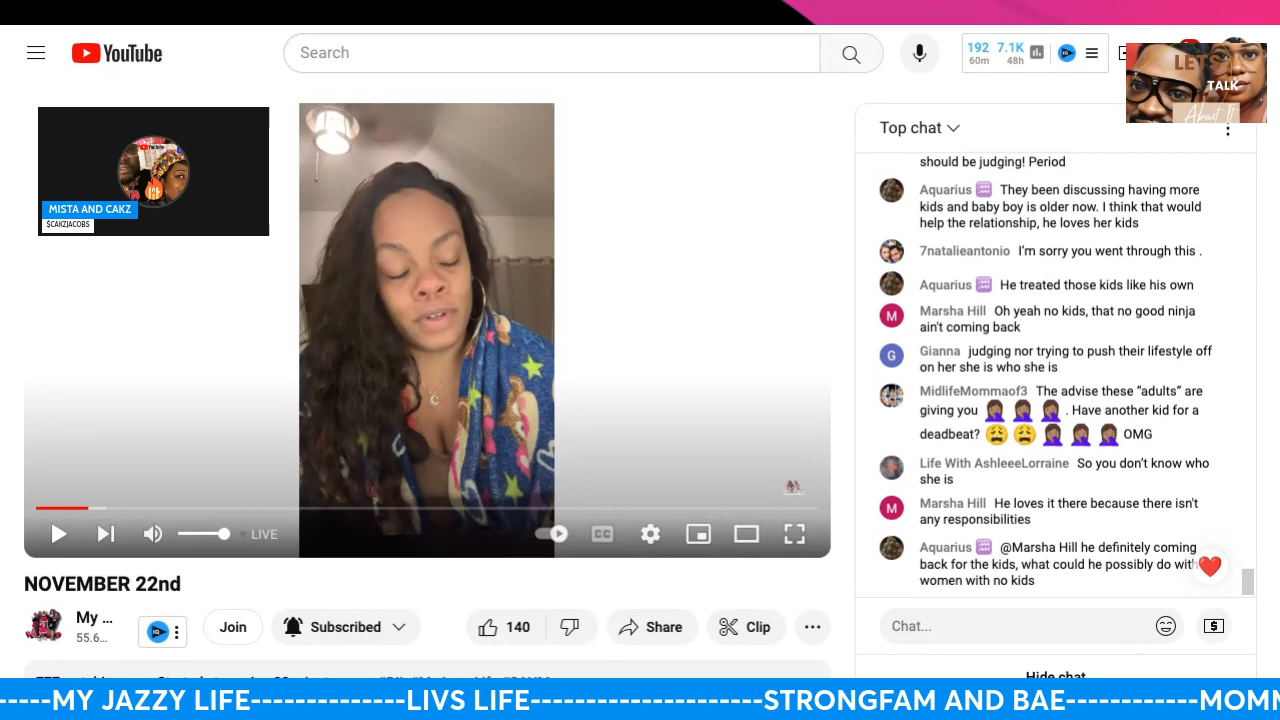 YouTube
Search
192 7.1K
60m 48h
LETS
TALK
About It
MISTA AND CAKZ
$CAKZJACOBS
Top chat
should be judging! Period
Aquarius ♒ They been discussing having more
kids and baby boy is older now. I think that would
help the relationship, he loves her kids
7natalieantonio I'm sorry you went through this .
Aquarius ♒ He treated those kids like his own
M Marsha Hill Oh yeah no kids, that no good ninja
ain't coming back
G Gianna judging nor trying to push their lifestyle off
on her she is who she is
MidlifeMommaof3 The advise these “adults” are
giving you 🤦🏾‍♀️ 🤦🏾‍♀️ 🤦🏾‍♀️ . Have another kid for a
deadbeat? 😩 😩 🤦🏾‍♀️ 🤦🏾‍♀️ 🤦🏾‍♀️ OMG
Life With AshleeeLorraine So you don't know who
she is
M Marsha Hill He loves it there because there isn't
any responsibilities
Aquarius ♒ @Marsha Hill he definitely coming
back for the kids, what could he possibly do with
women with no kids
LIVE
CC
NOVEMBER 22nd
My ...
55.6...
Join
Subscribed
140
Share
Clip
Chat...
Hide chat
-----MY JAZZY LIFE--------------LIVS LIFE---------------------STRONGFAM AND BAE------------MOMM